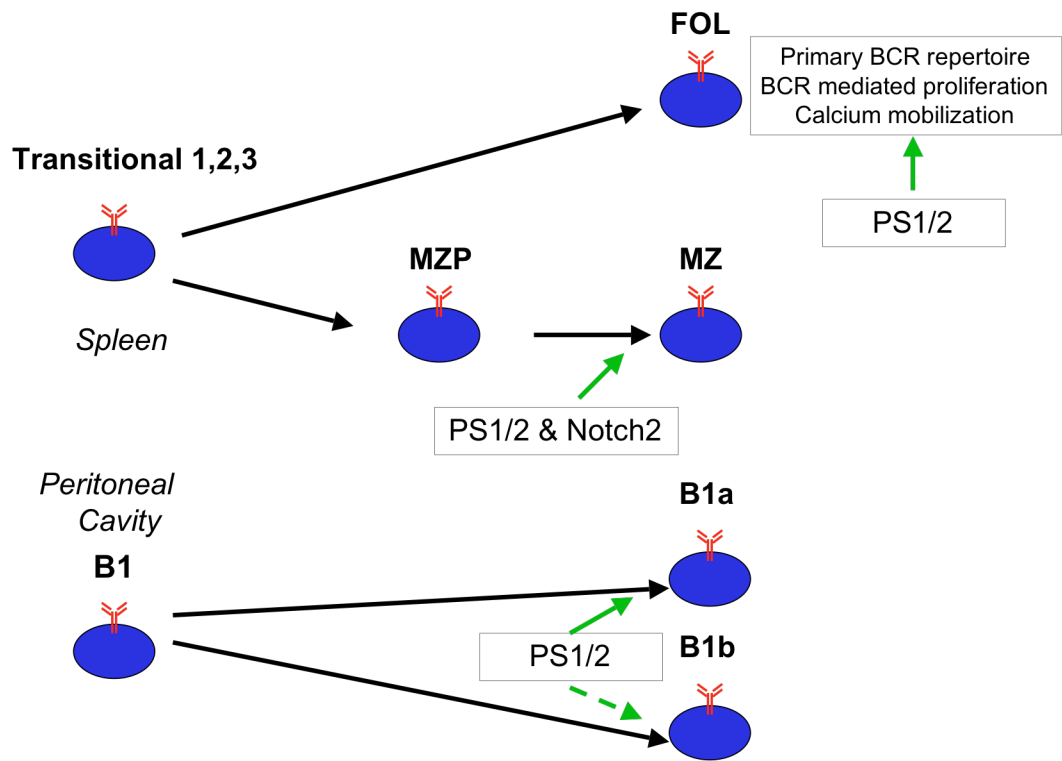 FOL
Primary BCR repertoire
BCR mediated proliferation
Calcium mobilization
Transitional 1,2,3
PS1/2
MZP
MZ
Spleen
PS1/2 & Notch2
Peritoneal
Cavity
B1a
B1
PS1/2
B1b